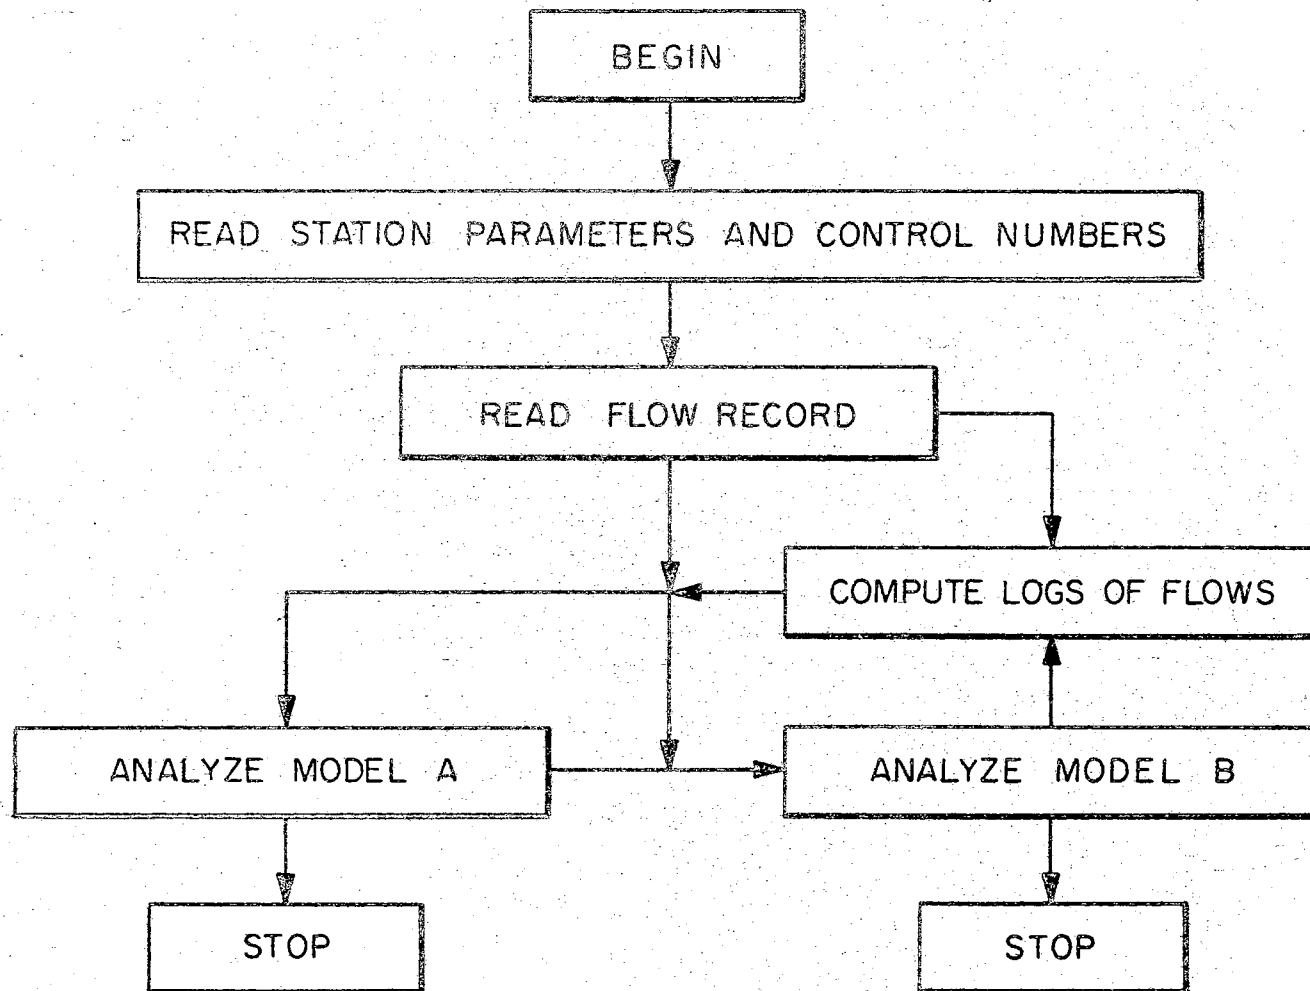 BEGIN
READ STATION PARAMETERS AND CONTROL NUMBERS
READ FLOW RECORD
COMPUTE LOGS OF FLOWS
ANALYZE MODEL A
ANALYZE MODEL B
STOP
STOP